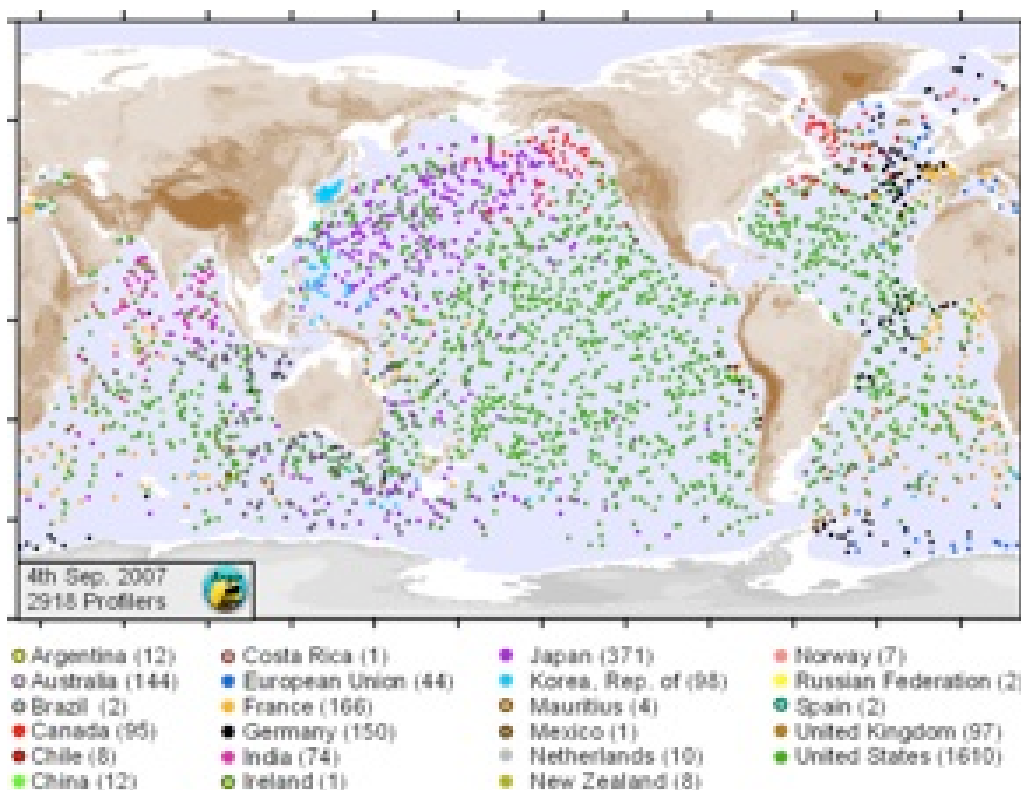 4th Sep. 2007
2918 Profilers
Argentina (12)
Australia (144)
Brazil (2)
Canada (95)
Chile (8)
China (12)
Costa Rica (1)
European Union (44)
France (166)
Germany (150)
India (74)
Ireland (1)
Japan (371)
Korea, Rep. of (98)
Mauritius (4)
Mexico (1)
Netherlands (10)
New Zealand (8)
Norway (7)
Russian Federation (2)
Spain (2)
United Kingdom (97)
United States (1610)